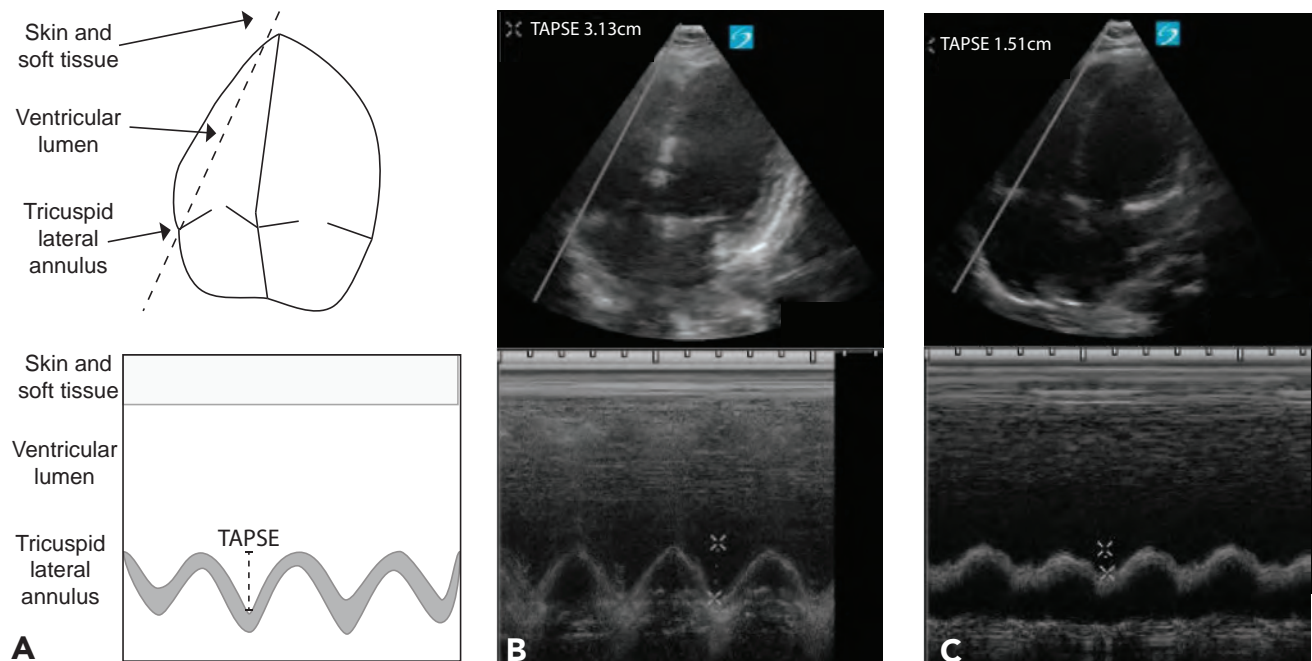 Skin and
soft tissue
Ventricular
lumen
Tricuspid
lateral
annulus
Skin and
soft tissue
Ventricular
lumen
Tricuspid
lateral
annulus
TAPSE
A
TAPSE 3.13cm
B
TAPSE 1.51cm
C